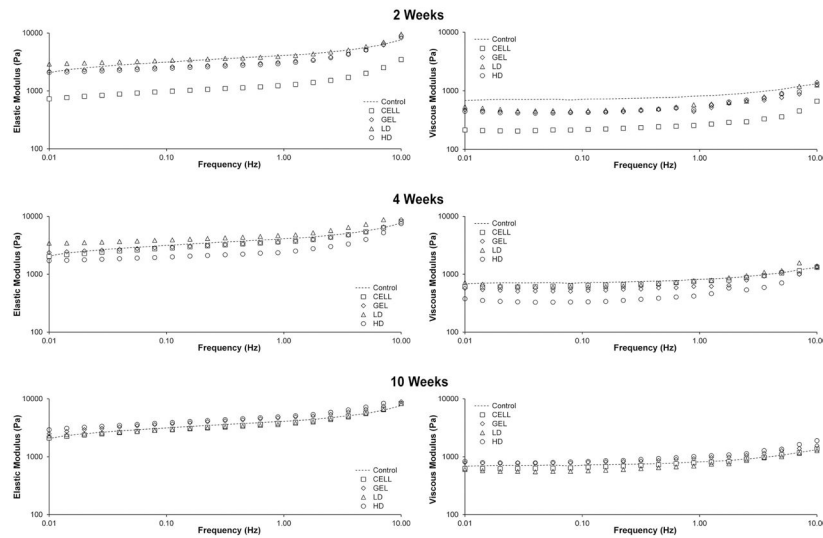 2 Weeks
Elastic Modulus (Pa)
10000
1000
100
0.01
0.10
1.00
10.00
Frequency (Hz)
Control
CELL
GEL
LD
HD
Viscous Modulus (Pa)
10000
1000
100
0.01
0.10
1.00
10.00
Frequency (Hz)
Control
CELL
GEL
LD
HD
4 Weeks
Elastic Modulus (Pa)
10000
1000
100
0.01
0.10
1.00
10.00
Frequency (Hz)
Control
CELL
GEL
LD
HD
Viscous Modulus (Pa)
10000
1000
100
0.01
0.10
1.00
10.00
Frequency (Hz)
Control
CELL
GEL
LD
HD
10 Weeks
Elastic Modulus (Pa)
10000
1000
100
0.01
0.10
1.00
10.00
Frequency (Hz)
Control
CELL
GEL
LD
HD
Viscous Modulus (Pa)
10000
1000
100
0.01
0.10
1.00
10.00
Frequency (Hz)
Control
CELL
GEL
LD
HD